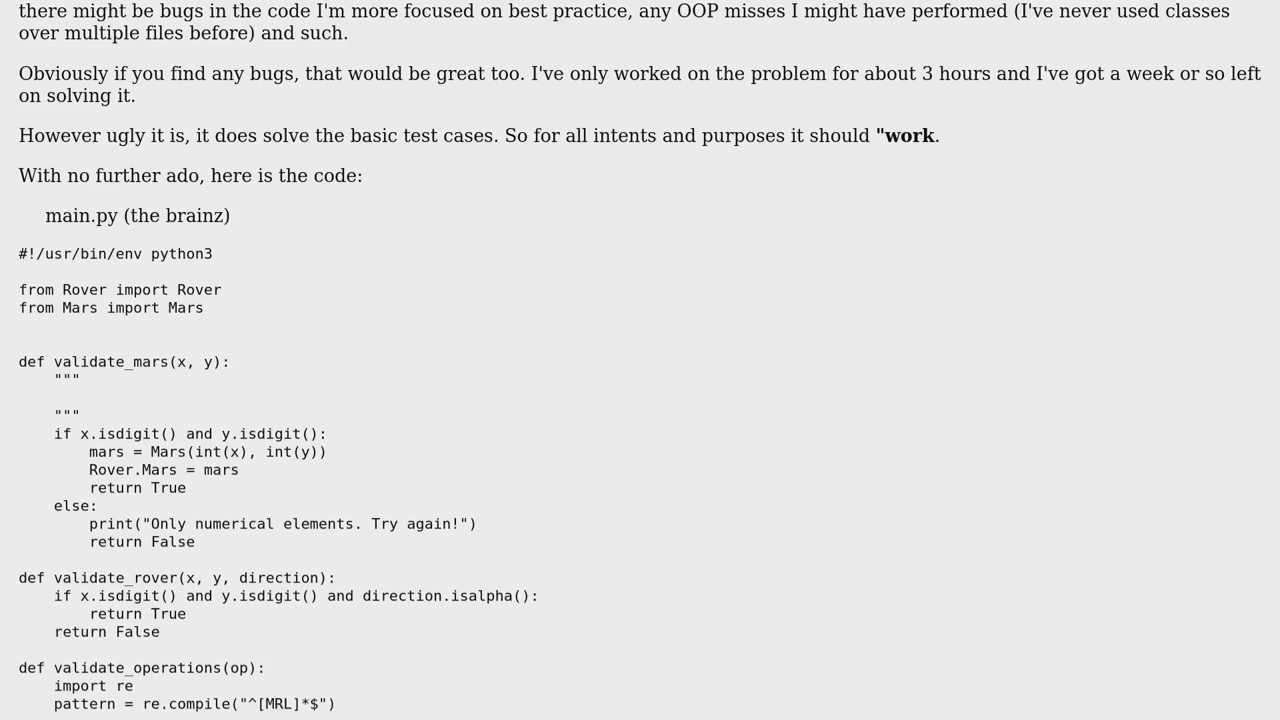 there might be bugs in the code I'm more focused on best practice, any OOP misses I might have performed (I've never used classes
over multiple files before) and such.
Obviously if you find any bugs, that would be great too. I've only worked on the problem for about 3 hours and I've got a week or so left
on solving it.
However ugly it is, it does solve the basic test cases. So for all intents and purposes it should "work.
With no further ado, here is the code:
main.py (the brainz)
#!/usr/bin/env python3
from Rover import Rover
from Mars import Mars
def validate_mars(x, y):
    """
    """
    if x.isdigit() and y.isdigit():
        mars = Mars(int(x), int(y))
        Rover.Mars = mars
        return True
    else:
        print("Only numerical elements. Try again!")
        return False
def validate_rover(x, y, direction):
    if x.isdigit() and y.isdigit() and direction.isalpha():
        return True
    return False
def validate_operations(op):
    import re
    pattern = re.compile("^[MRL]*$")